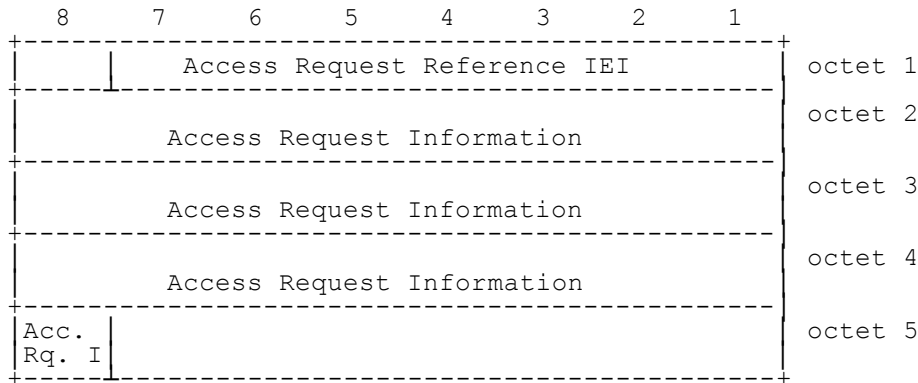 8 7 6 5 4 3 2 1
Access Request Reference IEI octet 1
octet 2
Access Request Information
octet 3
Access Request Information
octet 4
Access Request Information
Acc. octet 5
Rq. I